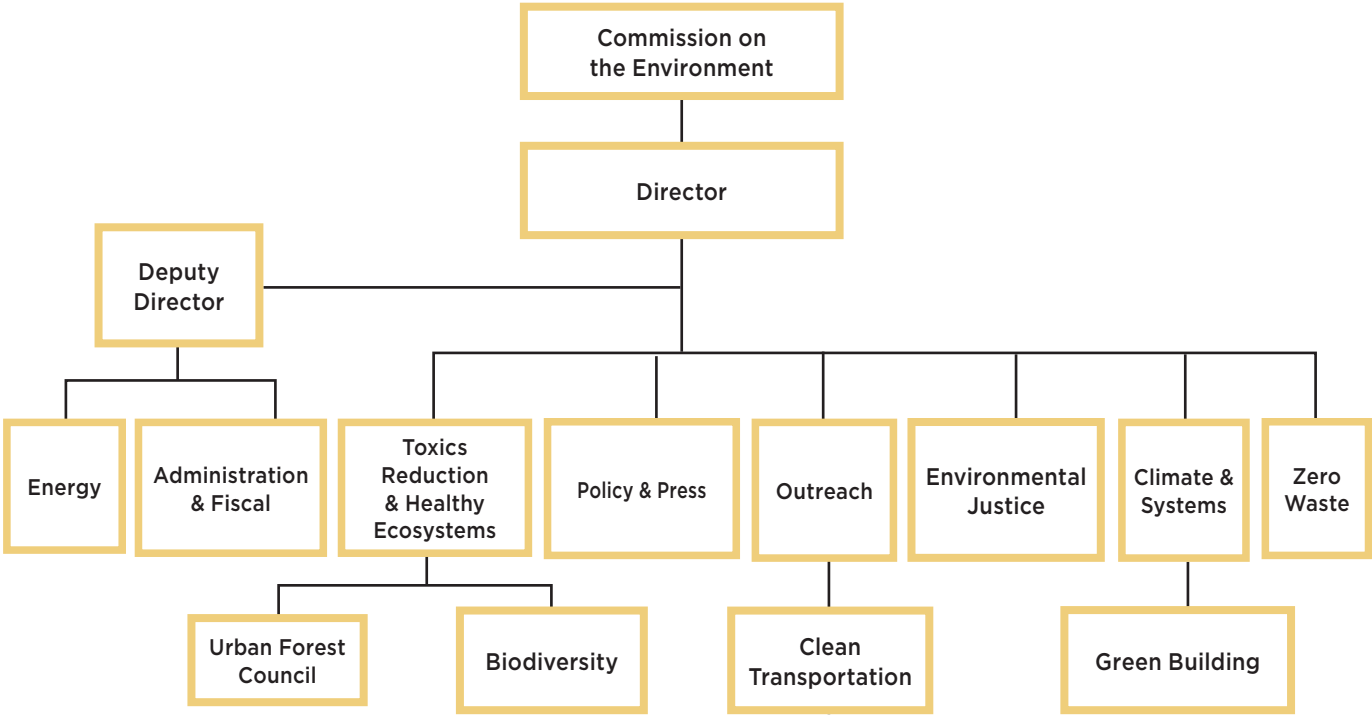 Commission on
the Environment
Director
Deputy
Director
Energy
Administration
& Fiscal
Toxics
Reduction
& Healthy
Ecosystems
Policy & Press
Outreach
Environmental
Justice
Climate &
Systems
Zero
Waste
Urban Forest
Council
Biodiversity
Clean
Transportation
Green Building